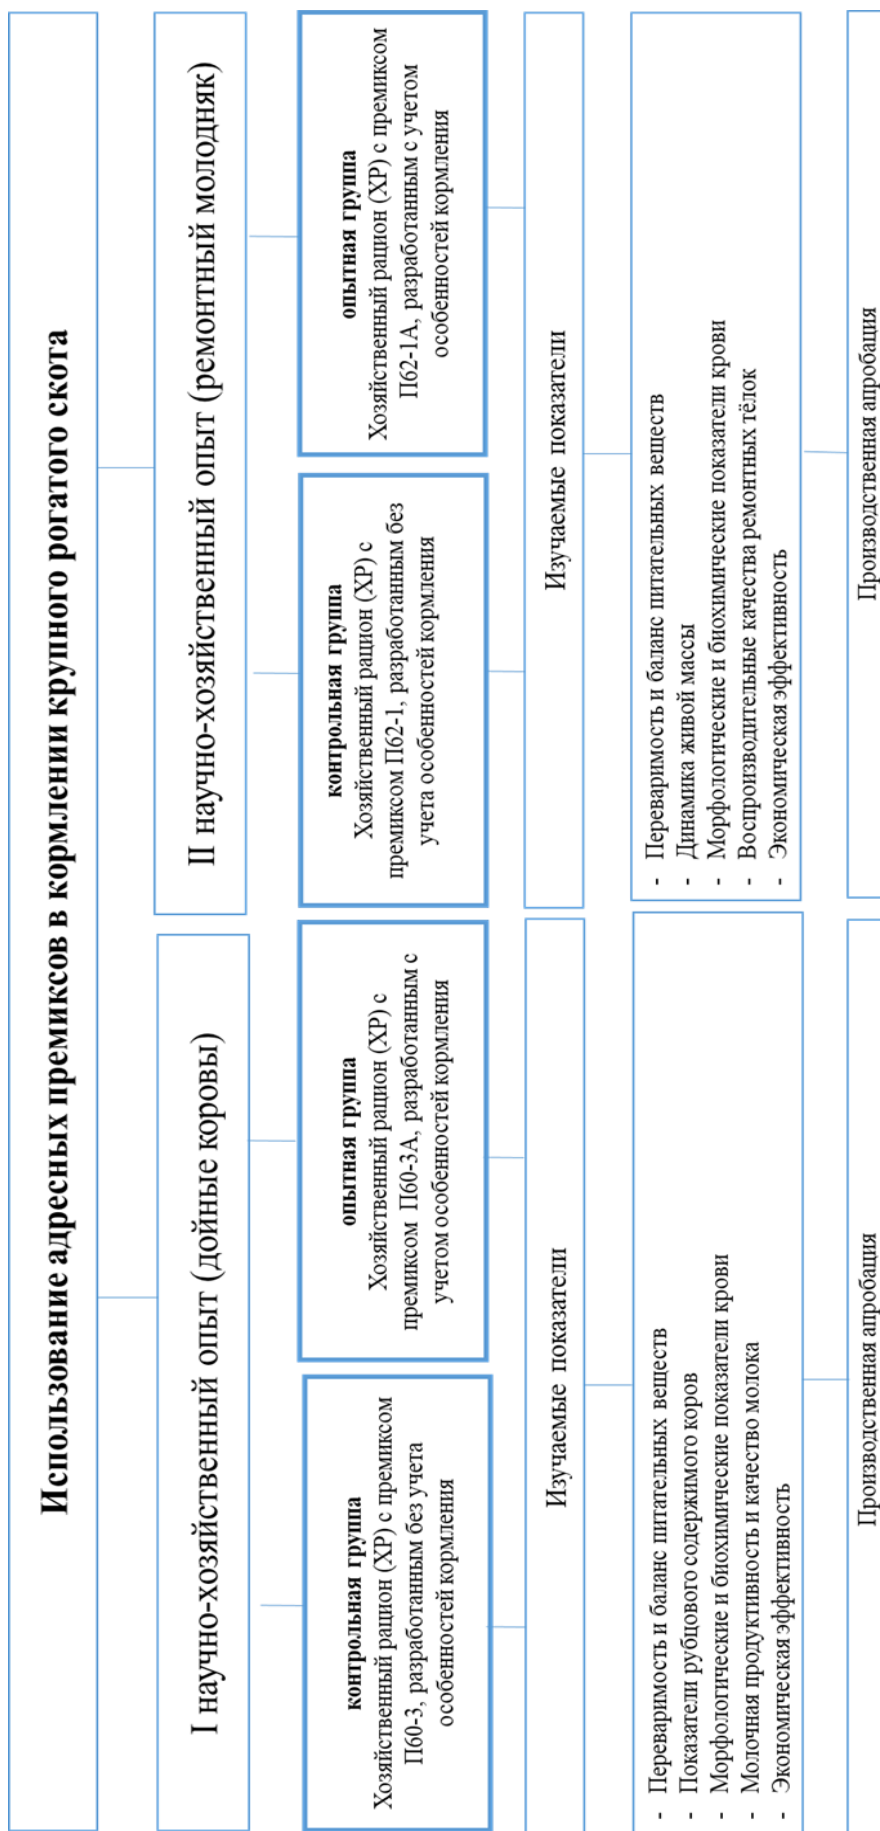 Использование адресных премиксов в кормлении крупного рогатого скота
I научно-хозяйственный опыт (дойные коровы)
II научно-хозяйственный опыт (ремонтный молодняк)
контрольная группа
Хозяйственный рацион (ХР) с премиксом
П60-3, разработанным без учета
особенностей кормления
опытная группа
Хозяйственный рацион (ХР) с
премиксом П60-3А, разработанным с
учетом особенностей кормления
контрольная группа
Хозяйственный рацион (ХР) с
премиксом П62-1, разработанным без
учета особенностей кормления
опытная группа
Хозяйственный рацион (ХР) с премиксом
П62-1А, разработанным с учетом
особенностей кормления
Изучаемые показатели
Изучаемые показатели
- Переваримость и баланс питательных веществ
- Показатели рубцового содержимого коров
- Морфологические и биохимические показатели крови
- Молочная продуктивность и качество молока
- Экономическая эффективность
- Переваримость и баланс питательных веществ
- Динамика живой массы
- Морфологические и биохимические показатели крови
- Воспроизводительные качества ремонтных тёлок
- Экономическая эффективность
Производственная апробация
Производственная апробация